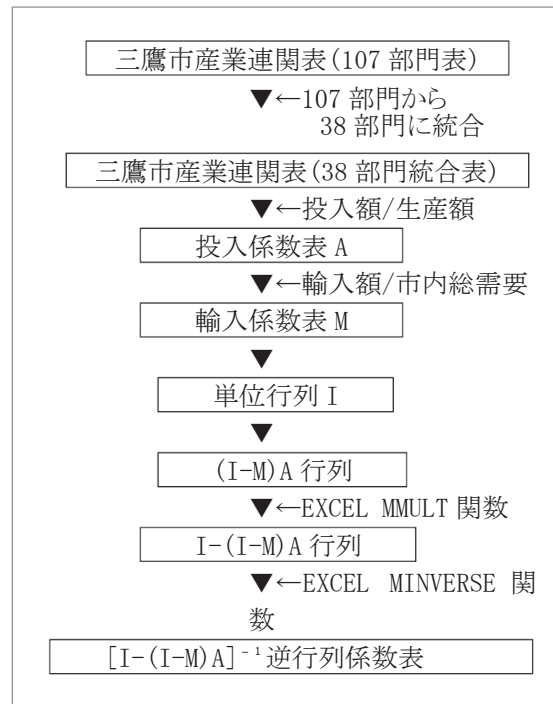 三鷹市産業連関表(107 部門表)
▼←107 部門から
38 部門に統合
三鷹市産業連関表(38 部門統合表)
▼←投入額/生産額
投入係数表 A
▼←輸入額/市内総需要
輸入係数表 M
▼
単位行列 I
▼
(I-M)A 行列
▼←EXCEL MMULT 関数
I-(I-M)A 行列
▼←EXCEL MINVERSE 関
数
[I-(I-M)A]⁻¹逆行列係数表